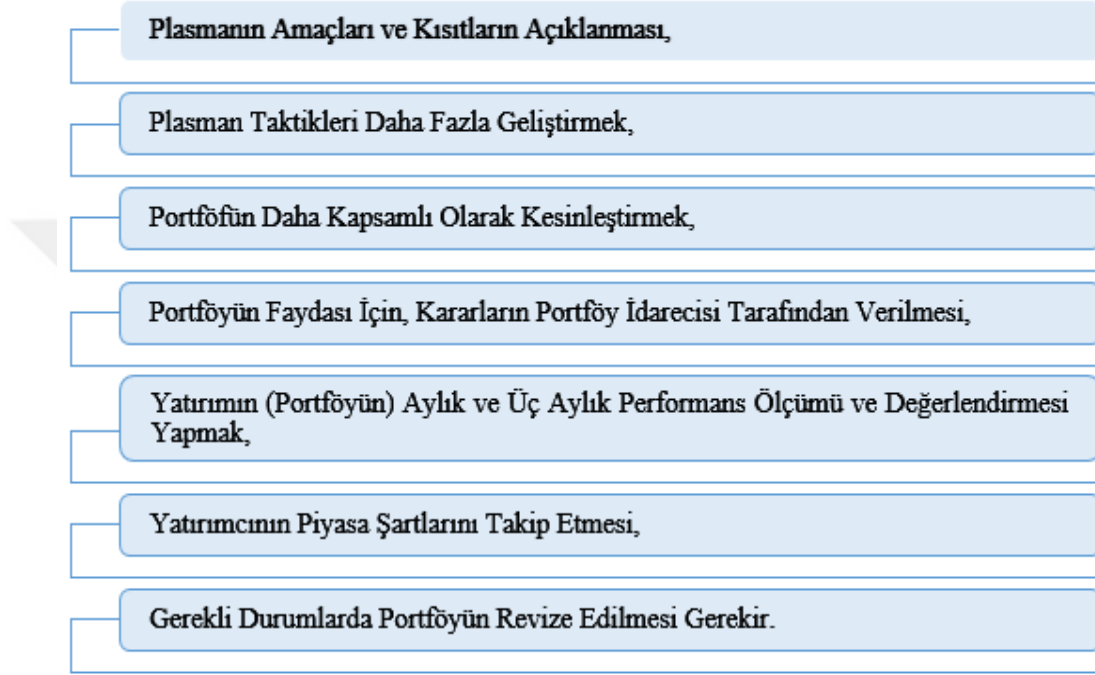 Plasmanın Amaçları ve Kısıtların Açıklanması,
Plasman Taktikleri Daha Fazla Geliştirmek,
Portföfün Daha Kapsamlı Olarak Kesinleştirmek,
Portföyün Faydası İçin, Kararların Portföy İdarecisi Tarafından Verilmesi,
Yatırımın (Portföyün) Aylık ve Üç Aylık Performans Ölçümü ve Değerlendirmesi
Yapmak,
Yatırımcının Piyasa Şartlarını Takip Etmesi,
Gerekli Durumlarda Portföyün Revize Edilmesi Gerekir.